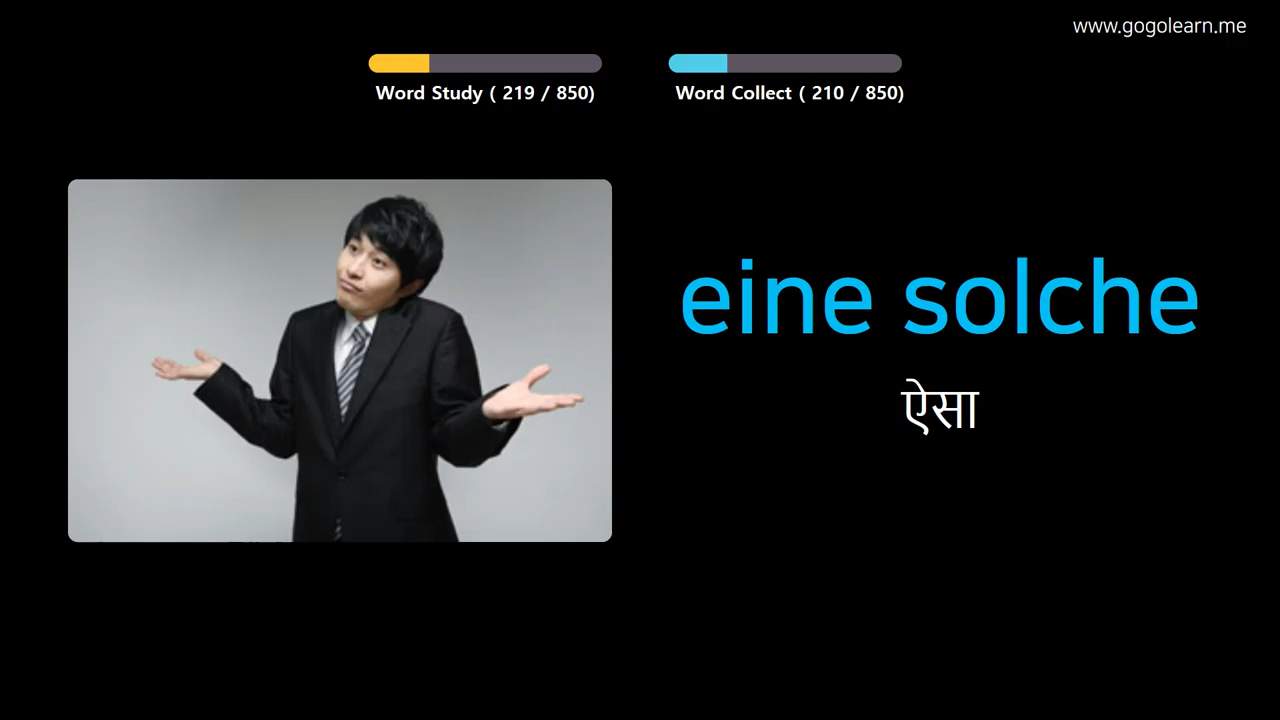 www.gogolearn.me
Word Study ( 219 / 850)
Word Collect ( 210 / 850)
eine solche
ऐसा